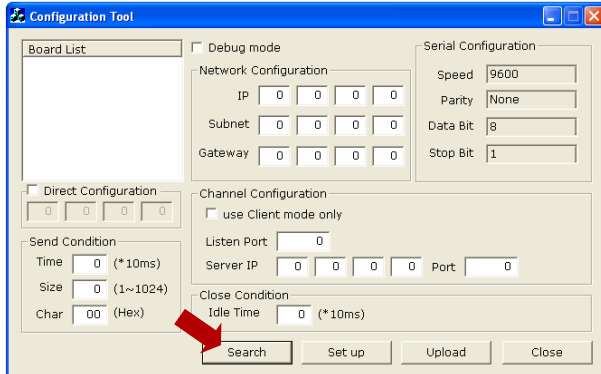 Configuration Tool
Board List
Debug mode
Network Configuration
IP 0 0 0 0
Subnet 0 0 0 0
Gateway 0 0 0 0
Serial Configuration
Speed 9600
Parity None
Data Bit 8
Stop Bit 1
Direct Configuration
0 0 0 0
Send Condition
Time 0 (*10ms)
Size 0 (1~1024)
Char 00 (Hex)
Channel Configuration
use Client mode only
Listen Port 0
Server IP 0 0 0 0 Port 0
Close Condition
Idle Time 0 (*10ms)
Search Set up Upload Close